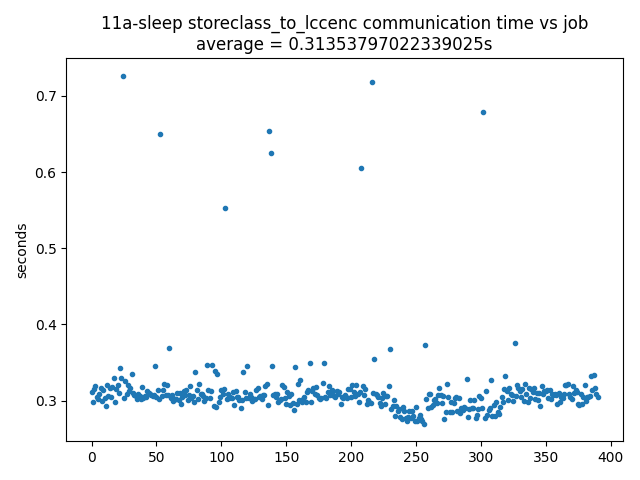 11a-sleep storeclass_to_lccenc communication time vs job
average = 0.31353797022339025s
seconds
0.7
0.6
0.5
0.4
0.3
0 50 100 150 200 250 300 350 400